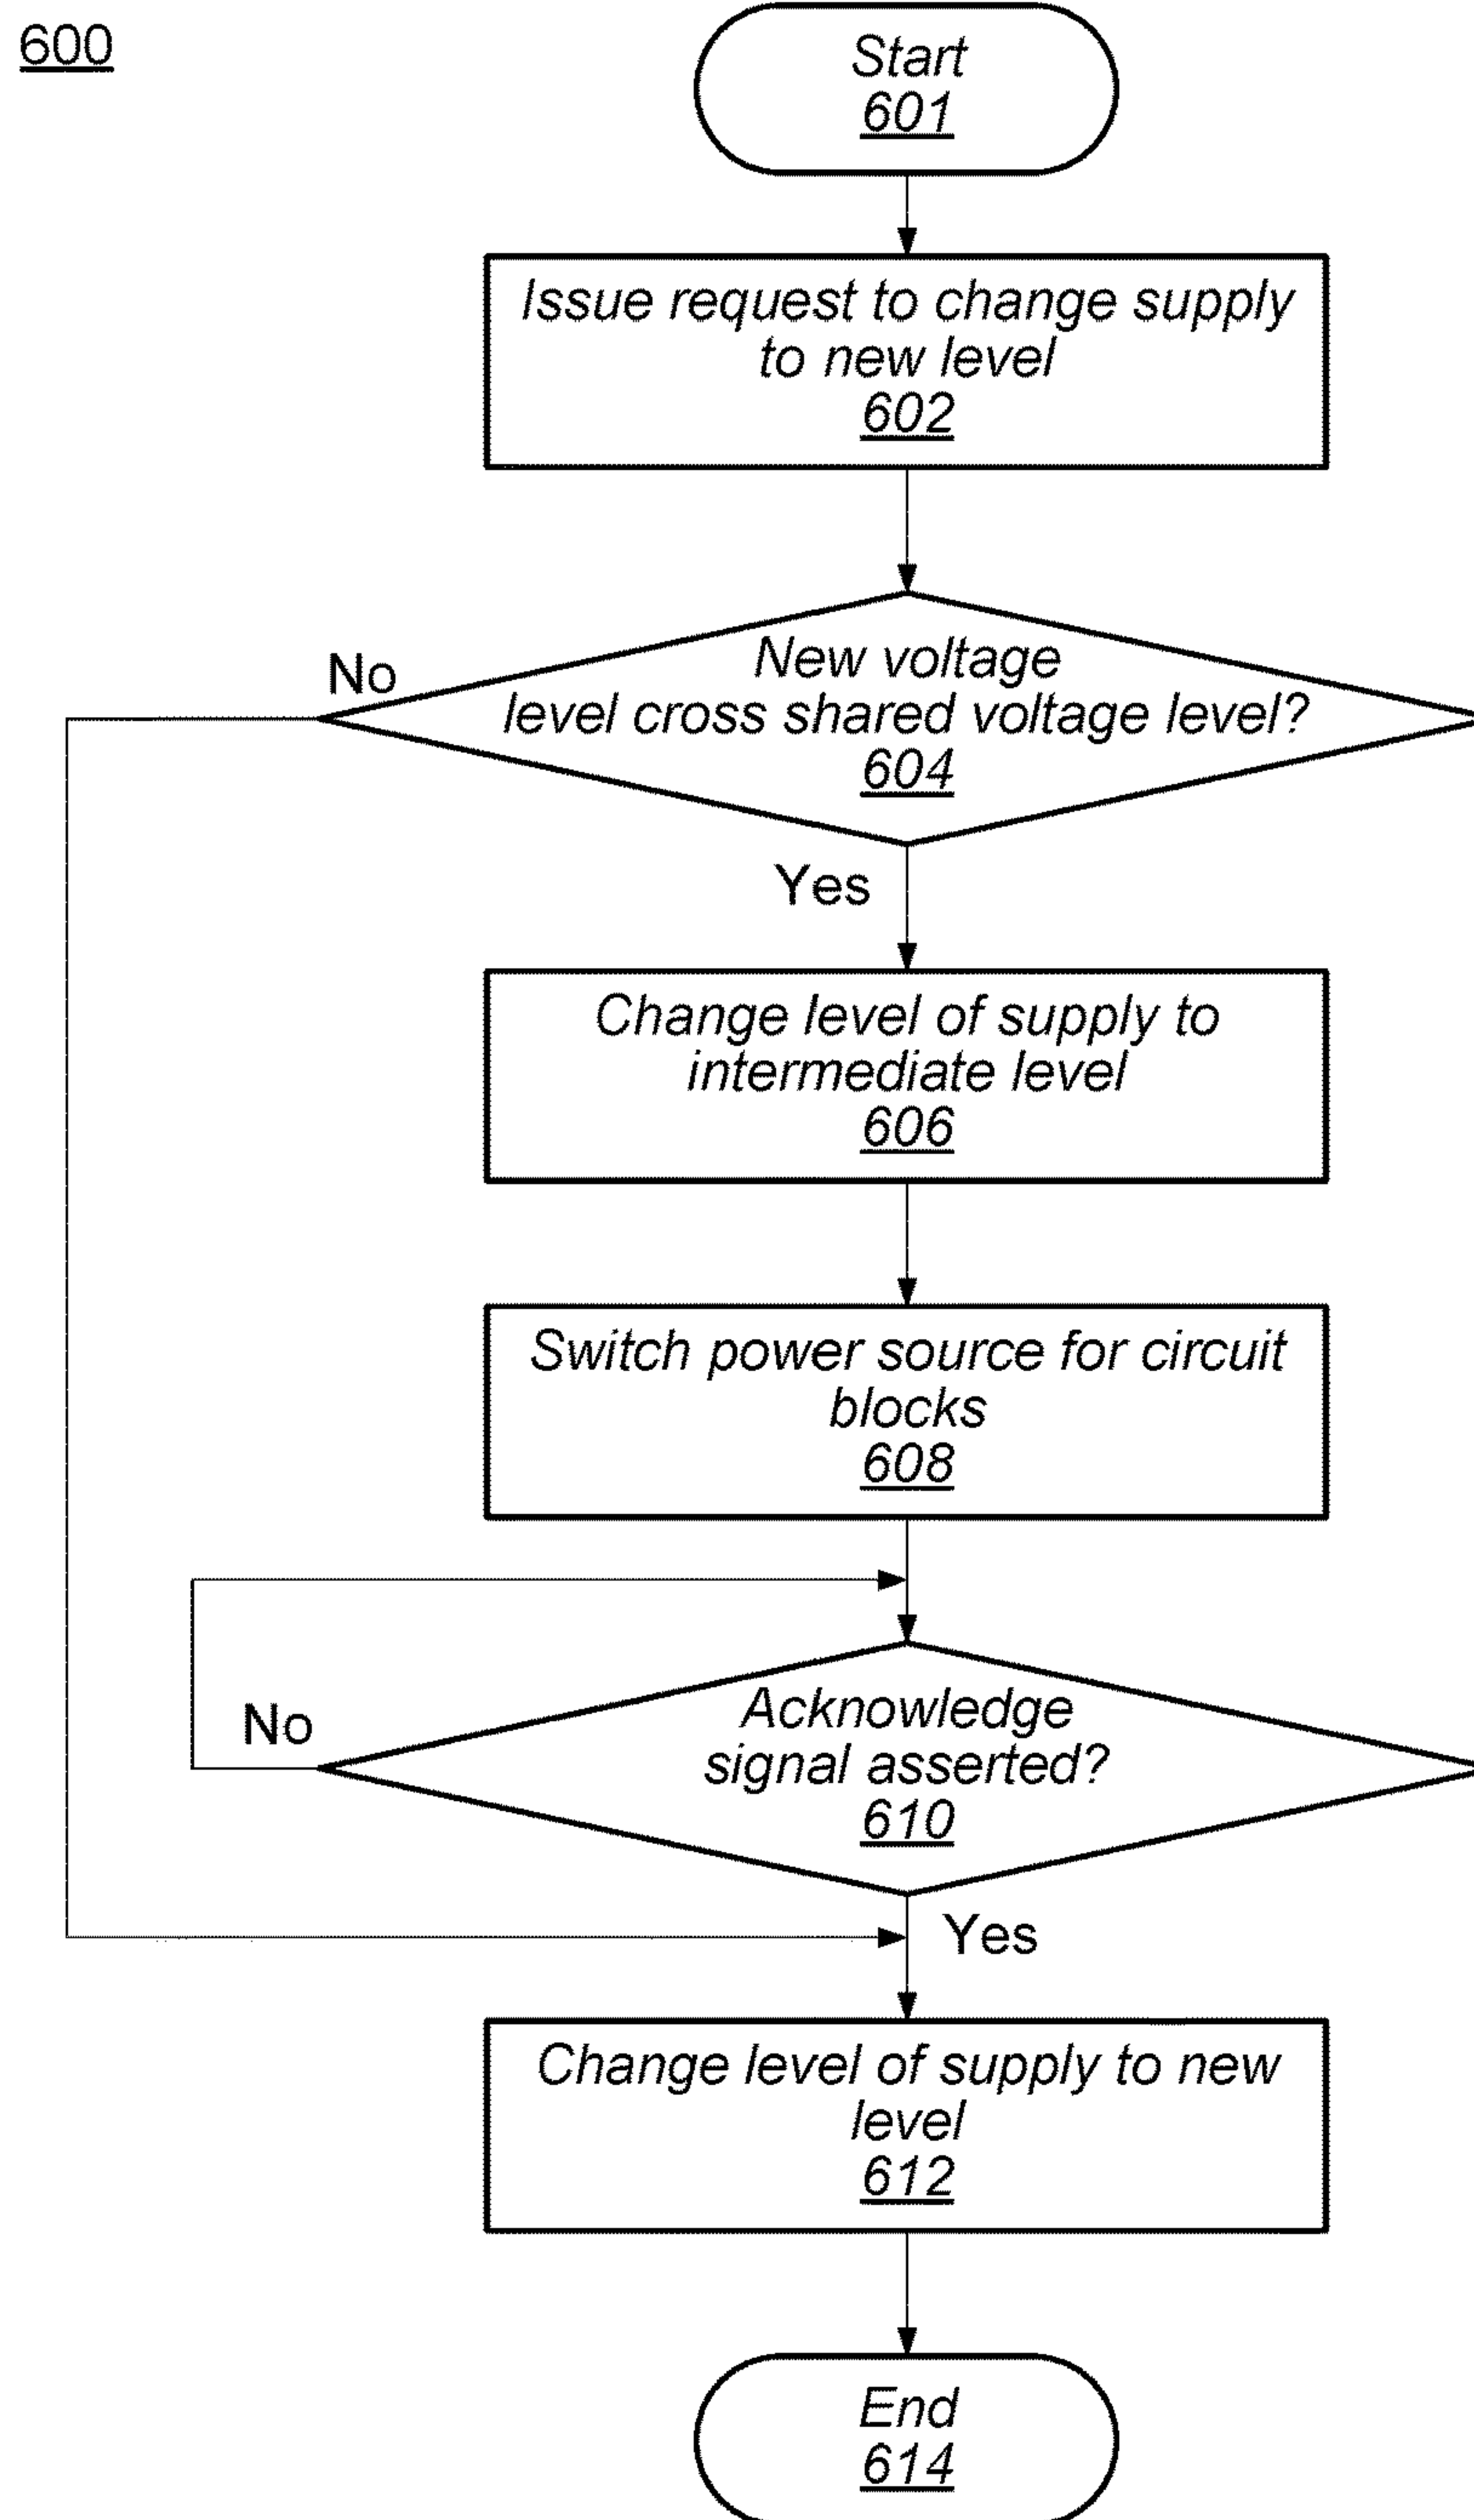 600
Start
601
Issue request to change supply
to new level
602
New voltage
level cross shared voltage level?
604
No
Yes
Change level of supply to
intermediate level
606
Switch power source for circuit
blocks
608
Acknowledge
signal asserted?
610
No
Yes
Change level of supply to new
level
612
End
614